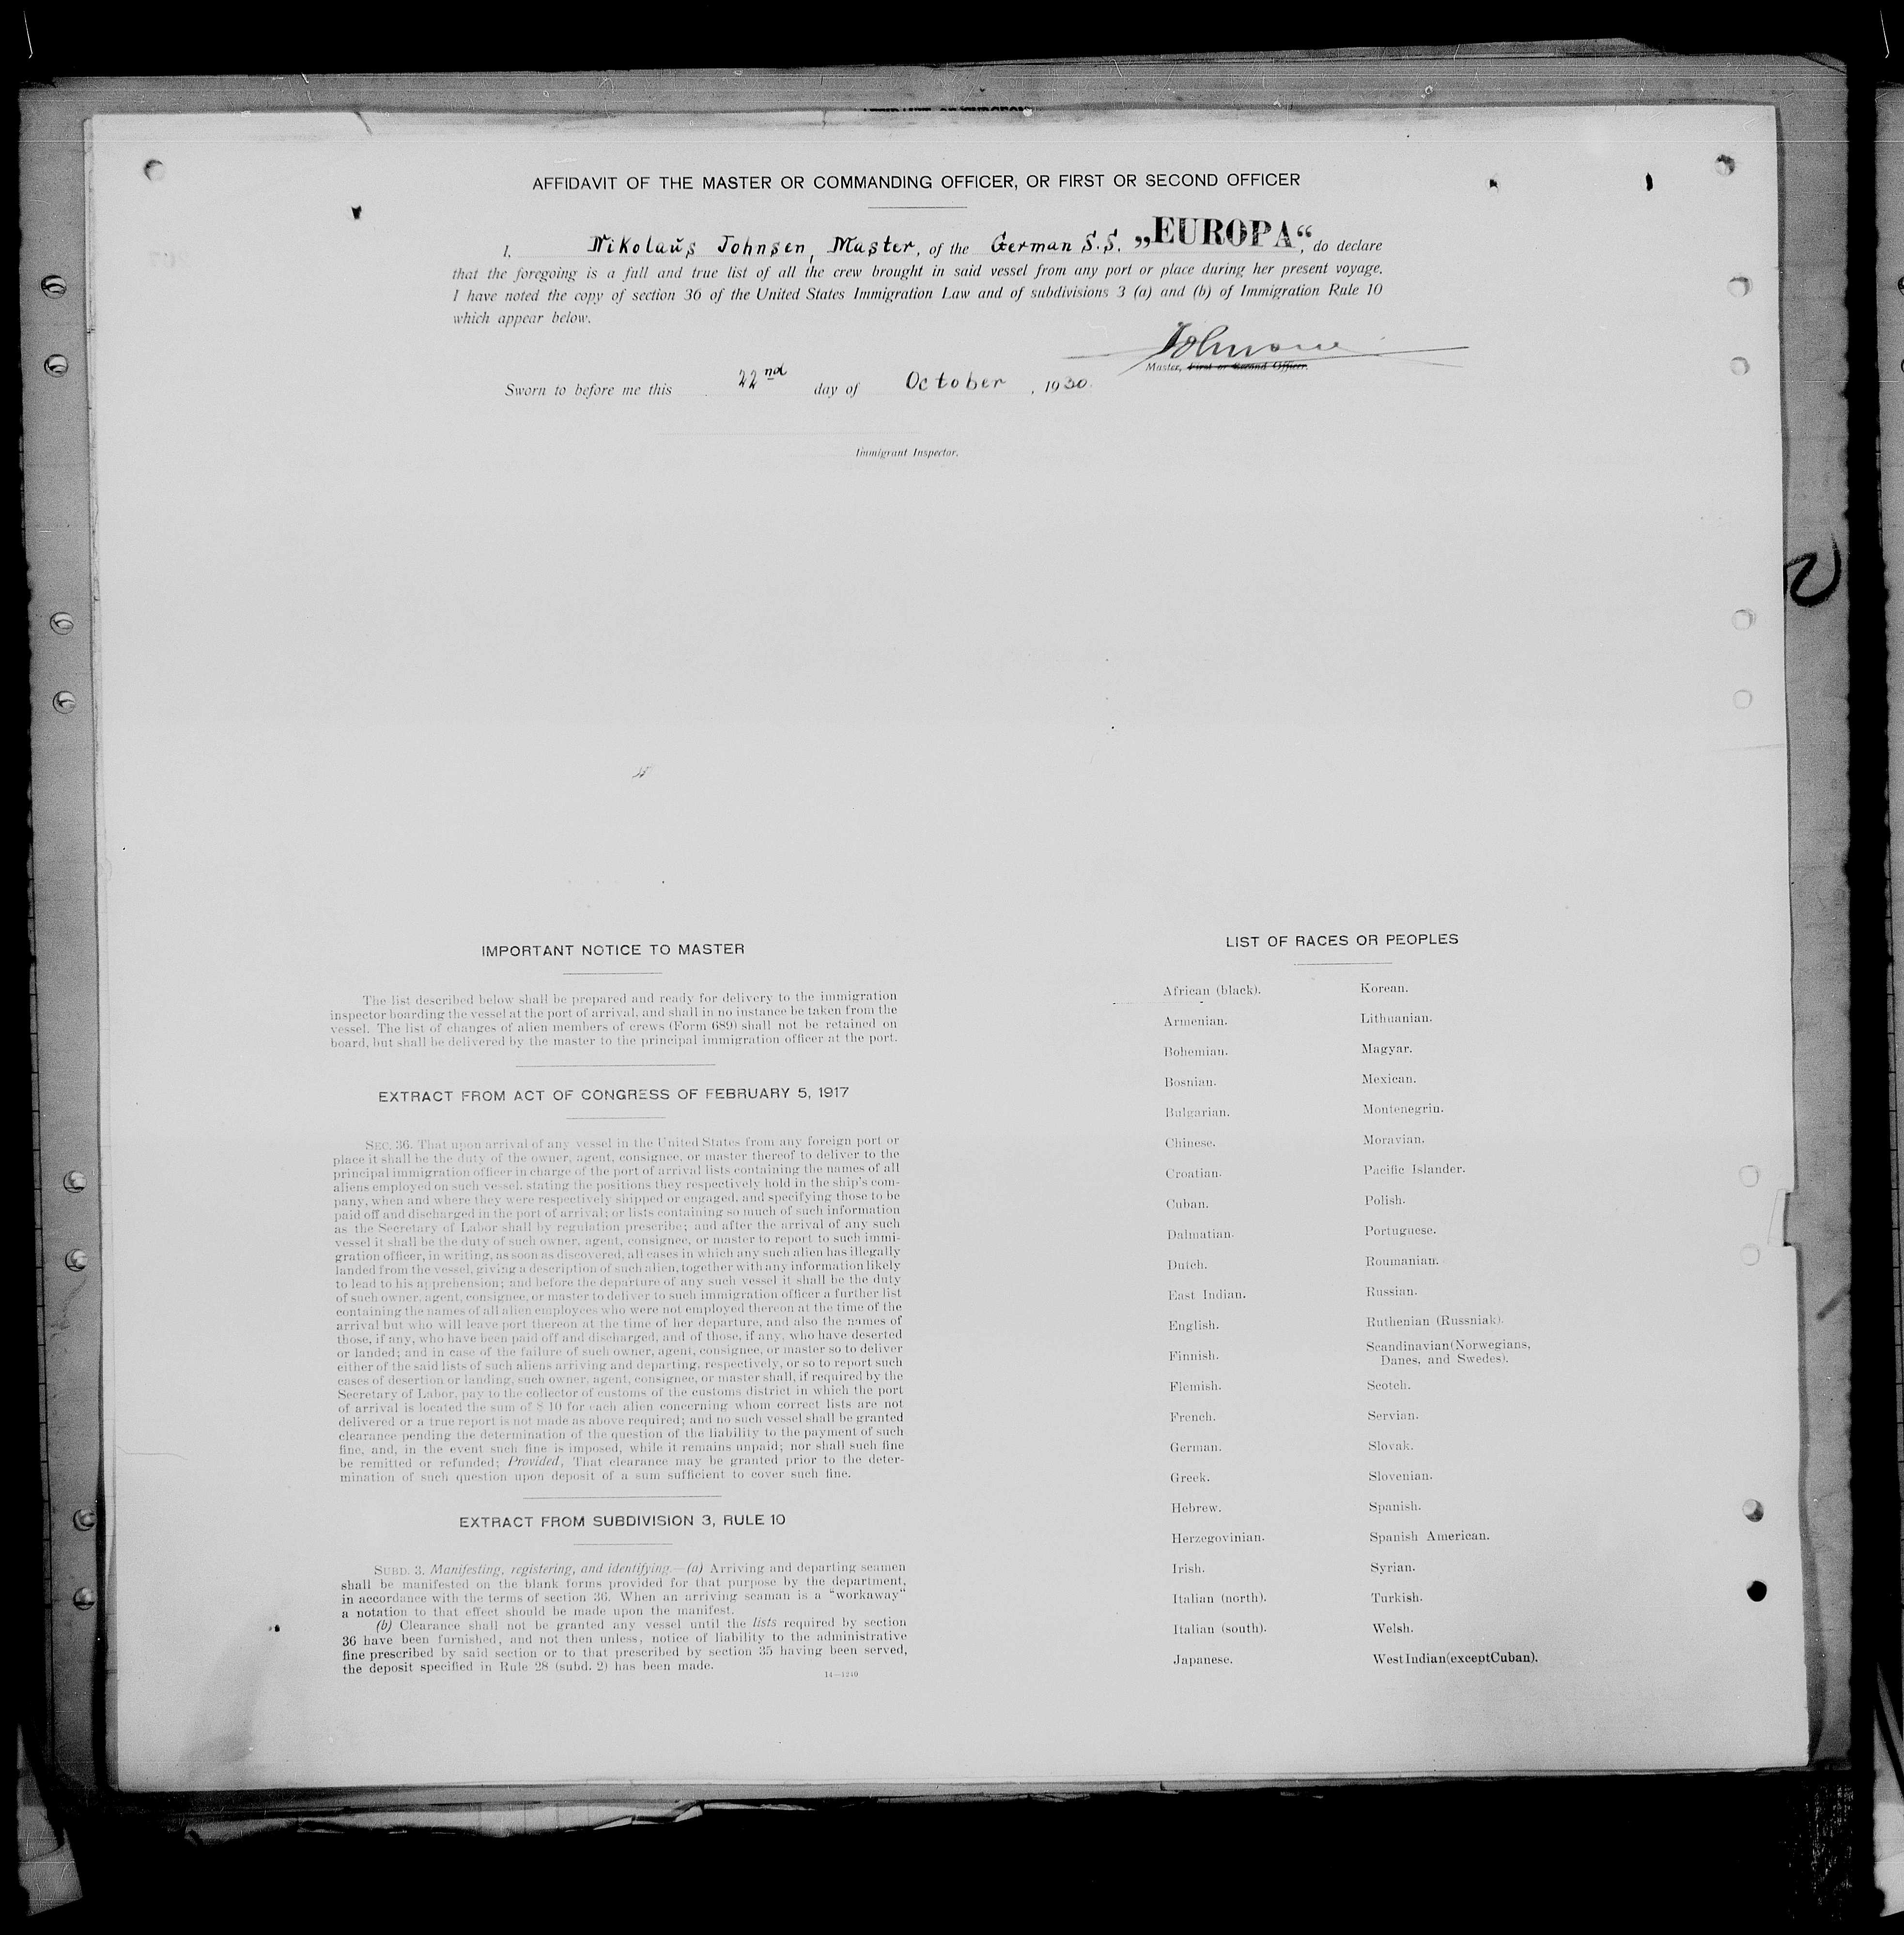 AFFIDAVIT OF THE MASTER OR COMMANDING OFFICER, OR FIRST OR SECOND OFFICER
I, Nikolaus Johnsen, Master, of the German S.S. „EUROPA“, do declare
that the foregoing is a full and true list of all the crew brought in said vessel from any port or place during her present voyage.
I have noted the copy of section 36 of the United States Immigration Law and of subdivisions 3 (a) and (b) of Immigration Rule 10
which appear below.
Johnsen
Master, First or Second Officer.
Sworn to before me this 22nd day of October, 1930.
Immigrant Inspector.
IMPORTANT NOTICE TO MASTER
The list described below shall be prepared and ready for delivery to the immigration
inspector boarding the vessel at the port of arrival, and shall in no instance be taken from the
vessel. The list of changes of alien members of crews (Form 689) shall not be retained on
board, but shall be delivered by the master to the principal immigration officer at the port.
EXTRACT FROM ACT OF CONGRESS OF FEBRUARY 5, 1917
SEC. 36. That upon arrival of any vessel in the United States from any foreign port or
place it shall be the duty of the owner, agent, consignee, or master thereof to deliver to the
principal immigration officer in charge of the port of arrival lists containing the names of all
aliens employed on such vessel, stating the positions they respectively hold in the ship's com-
pany, when and where they were respectively shipped or engaged, and specifying those to be
paid off and discharged in the port of arrival; or lists containing so much of such information
as the Secretary of Labor shall by regulation prescribe; and after the arrival of any such
vessel it shall be the duty of such owner, agent, consignee, or master to report to such immi-
gration officer, in writing, as soon as discovered, all cases in which any such alien has illegally
landed from the vessel, giving a description of such alien, together with any information likely
to lead to his apprehension; and before the departure of any such vessel it shall be the duty
of such owner, agent, consignee, or master to deliver to such immigration officer a further list
containing the names of all alien employees who were not employed thereon at the time of the
arrival but who will leave port thereon at the time of her departure, and also the names of
those, if any, who have been paid off and discharged, and of those, if any, who have deserted
or landed; and in case of the failure of such owner, agent, consignee, or master so to deliver
either of the said lists of such aliens arriving and departing, respectively, or so to report such
cases of desertion or landing, such owner, agent, consignee, or master shall, if required by the
Secretary of Labor, pay to the collector of customs of the customs district in which the port
of arrival is located the sum of $ 10 for each alien concerning whom correct lists are not
delivered or a true report is not made as above required; and no such vessel shall be granted
clearance pending the determination of the question of the liability to the payment of such
fine, and, in the event such fine is imposed, while it remains unpaid; nor shall such fine
be remitted or refunded; Provided, That clearance may be granted prior to the deter-
mination of such question upon deposit of a sum sufficient to cover such fine.
EXTRACT FROM SUBDIVISION 3, RULE 10
SUBD. 3. Manifesting, registering, and identifying.—(a) Arriving and departing seamen
shall be manifested on the blank forms provided for that purpose by the department,
in accordance with the terms of section 36. When an arriving seaman is a "workaway"
a notation to that effect should be made upon the manifest.
(b) Clearance shall not be granted any vessel until the lists required by section
36 have been furnished, and not then unless, notice of liability to the administrative
fine prescribed by said section or to that prescribed by section 35 having been served,
the deposit specified in Rule 28 (subd. 2) has been made.
14—1240
LIST OF RACES OR PEOPLES
African (black).
Armenian.
Bohemian.
Bosnian.
Bulgarian.
Chinese.
Croatian.
Cuban.
Dalmatian.
Dutch.
East Indian.
English.
Finnish.
Flemish.
French.
German.
Greek.
Hebrew.
Herzegovinian.
Irish.
Italian (north).
Italian (south).
Japanese.
Korean.
Lithuanian.
Magyar.
Mexican.
Montenegrin.
Moravian.
Pacific Islander.
Polish.
Portuguese.
Roumanian.
Russian.
Ruthenian (Russniak).
Scandinavian(Norwegians,
Danes, and Swedes).
Scotch.
Servian.
Slovak.
Slovenian.
Spanish.
Spanish American.
Syrian.
Turkish.
Welsh.
West Indian(exceptCuban).